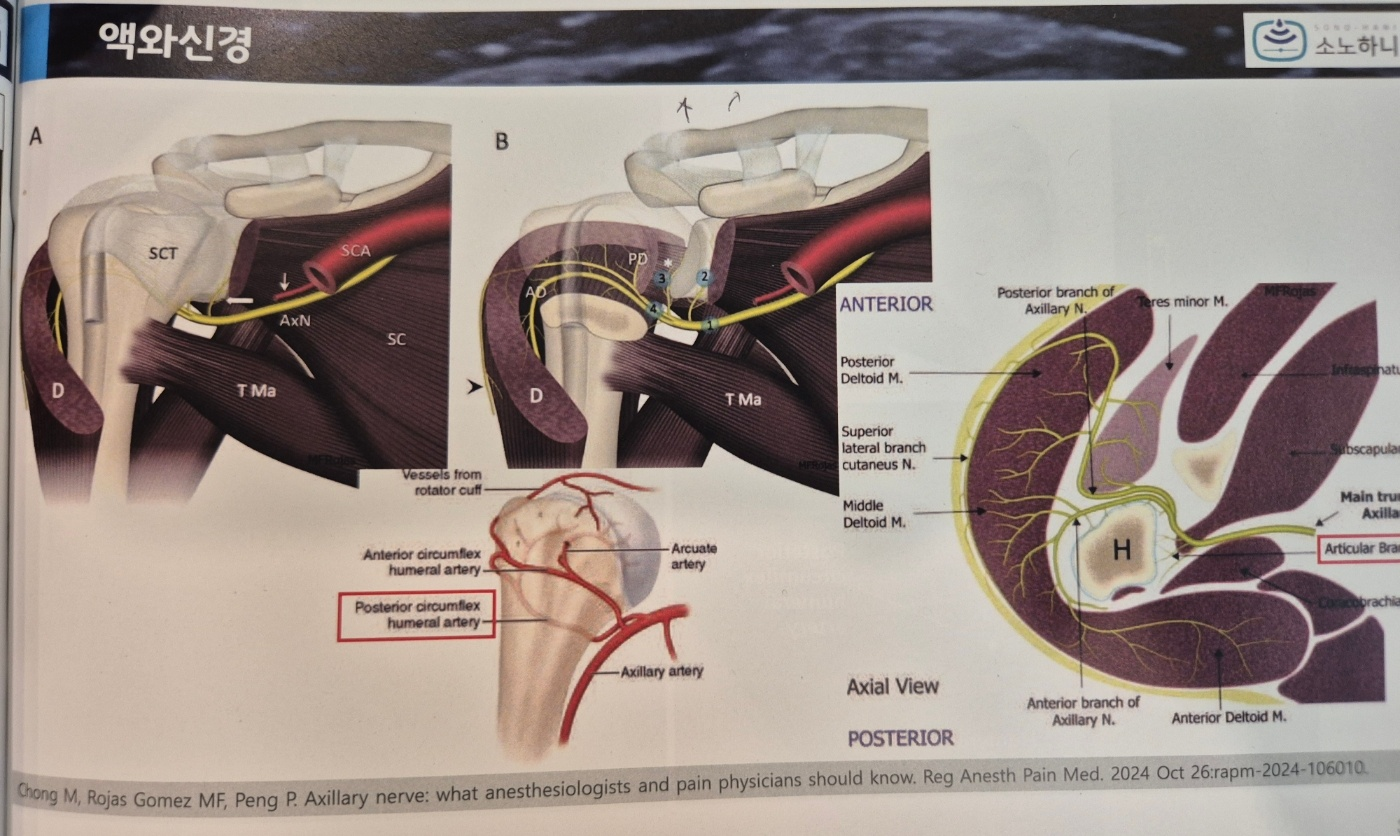 액와신경
소노하니
A
SCT
SCA
AxN
SC
D
T Ma
B
PD
*
3
2
AD
4
1
D
T Ma
Vessels from
rotator cuff
Anterior circumflex
humeral artery
Arcuate
artery
Posterior circumflex
humeral artery
Axillary artery
ANTERIOR
Posterior branch of
Axillary N.
Teres minor M.
MFRojas
Posterior
Deltoid M.
Infraspinatu
Superior
lateral branch
cutaneus N.
Subscapular
Middle
Deltoid M.
Main trun
Axilla
H
Articular Bra
Coracobrachia
Axial View
Anterior branch of
Axillary N.
Anterior Deltoid M.
POSTERIOR
Chong M, Rojas Gomez MF, Peng P. Axillary nerve: what anesthesiologists and pain physicians should know. Reg Anesth Pain Med. 2024 Oct 26:rapm-2024-106010.